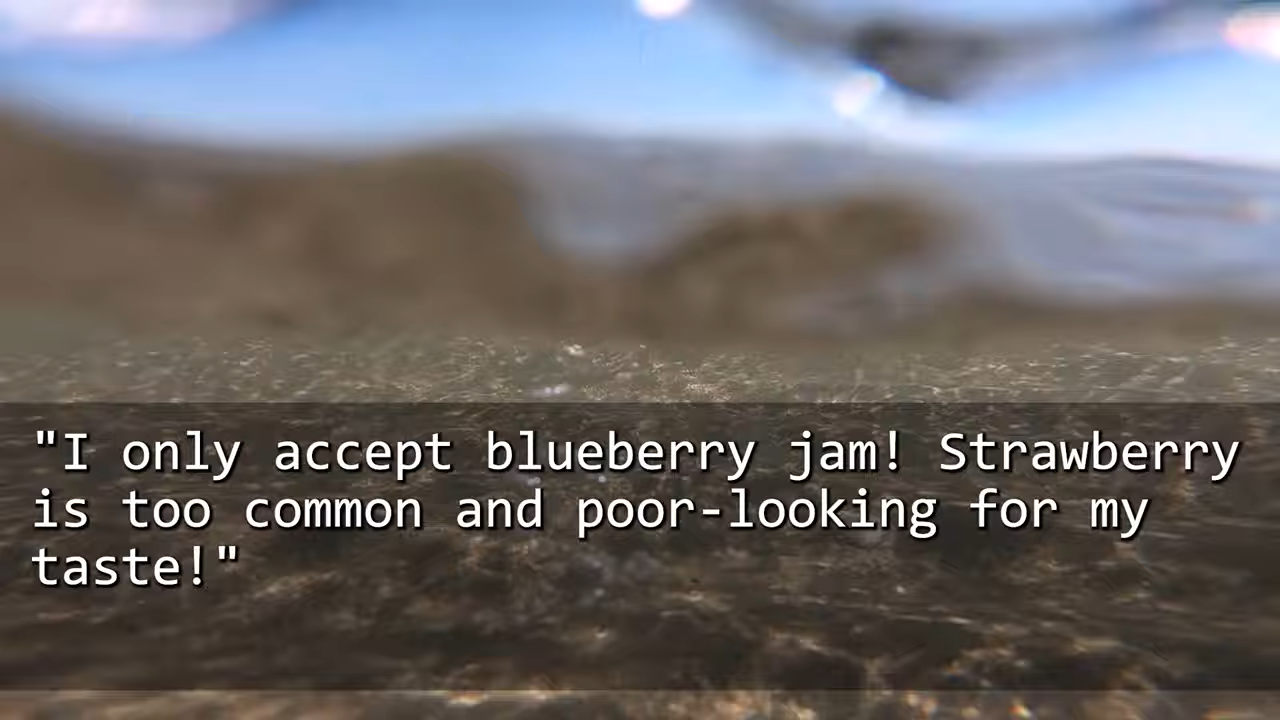 "I only accept blueberry jam! Strawberry
is too common and poor-looking for my
taste!"